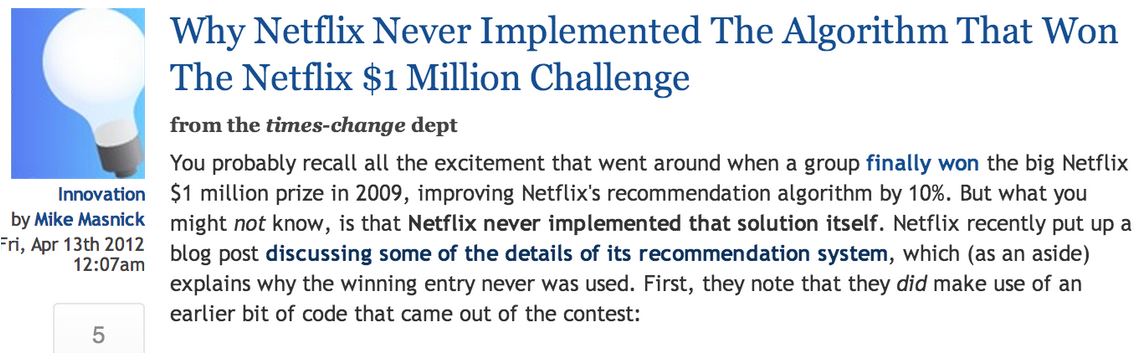 Why Netflix Never Implemented The Algorithm That Won
The Netflix $1 Million Challenge
from the times-change dept
Innovation
by Mike Masnick
Fri, Apr 13th 2012
12:07am
5
You probably recall all the excitement that went around when a group finally won the big Netflix
$1 million prize in 2009, improving Netflix's recommendation algorithm by 10%. But what you
might not know, is that Netflix never implemented that solution itself. Netflix recently put up a
blog post discussing some of the details of its recommendation system, which (as an aside)
explains why the winning entry never was used. First, they note that they did make use of an
earlier bit of code that came out of the contest: